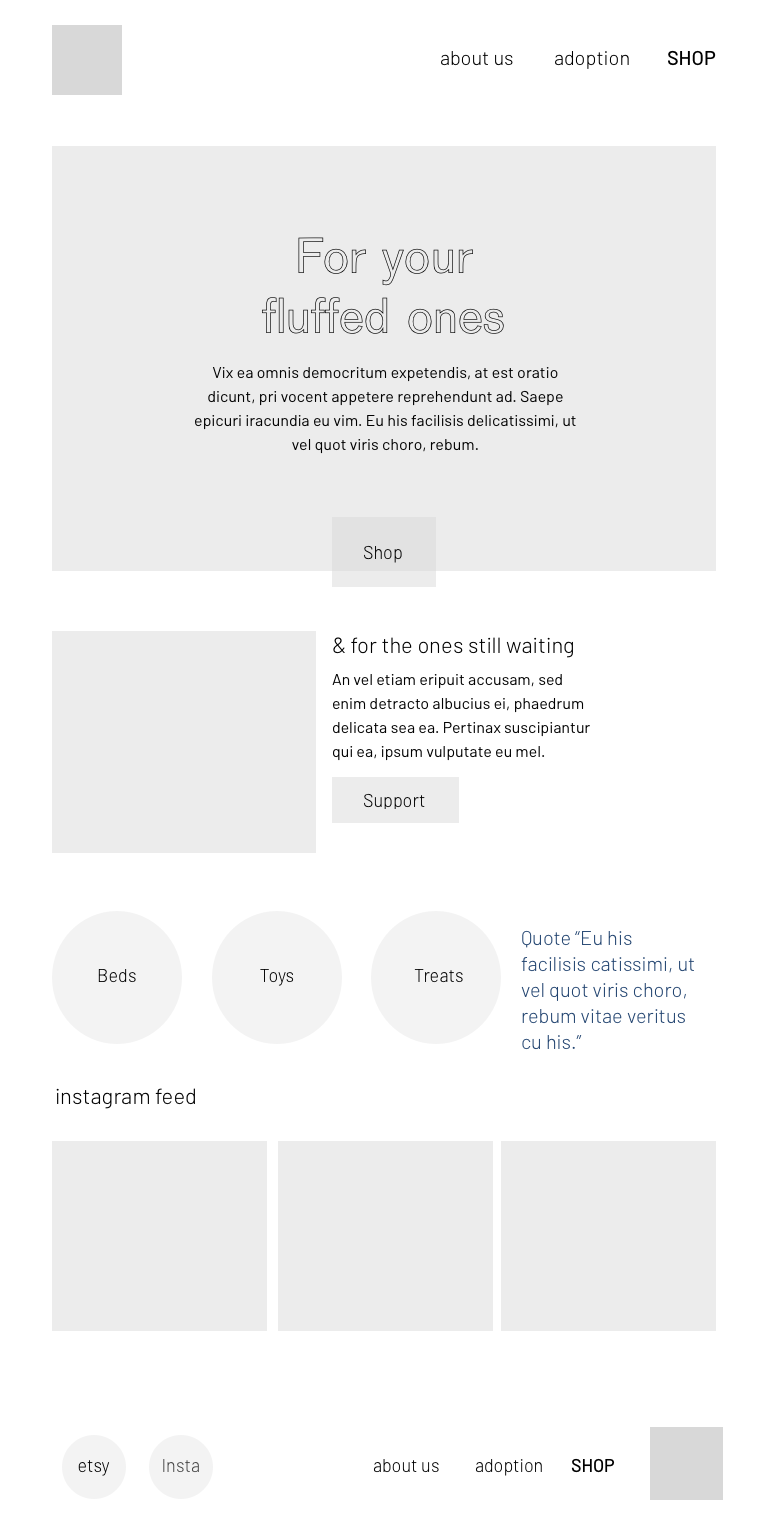 about us adoption SHOP
For your
fluffed ones
Vix ea omnis democritum expetendis, at est oratio
dicunt, pri vocent appetere reprehendunt ad. Saepe
epicuri iracundia eu vim. Eu his facilisis delicatissimi, ut
vel quot viris choro, rebum.
Shop
& for the ones still waiting
An vel etiam eripuit accusam, sed
enim detracto albucius ei, phaedrum
delicata sea ea. Pertinax suscipiantur
qui ea, ipsum vulputate eu mel.
Support
Beds Toys Treats
Quote “Eu his
facilisis catissimi, ut
vel quot viris choro,
rebum vitae veritus
cu his.”
instagram feed
etsy Insta about us adoption SHOP